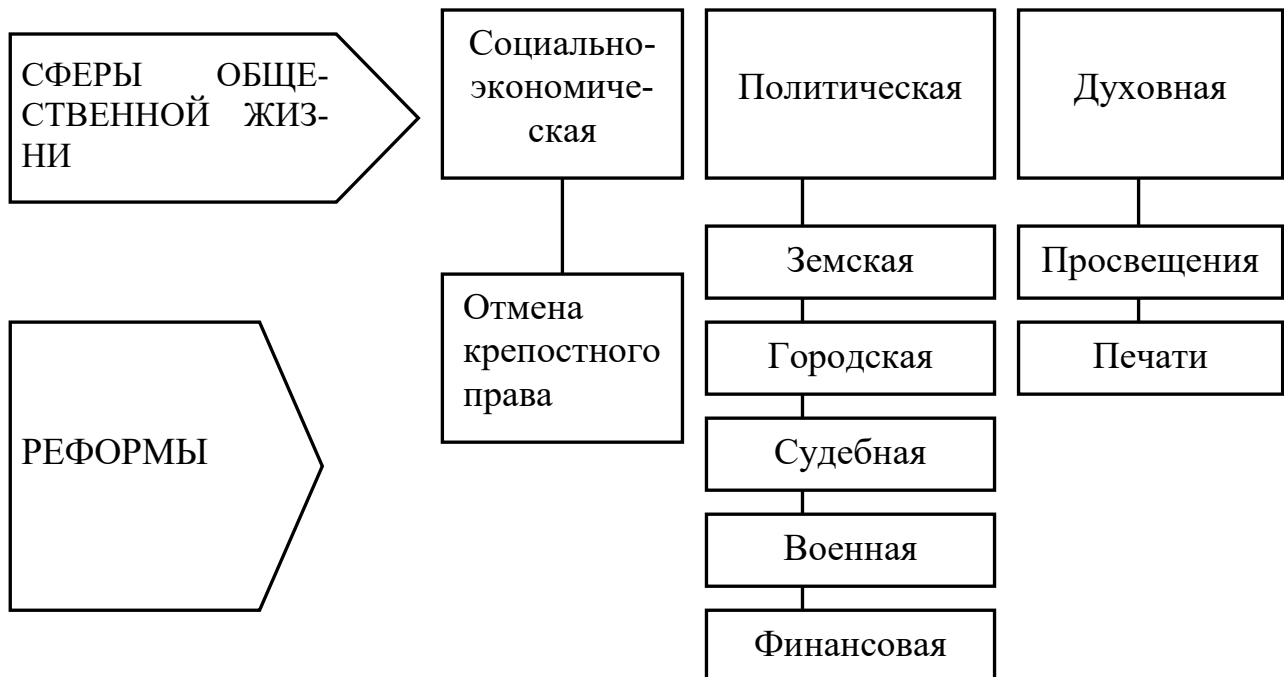 СФЕРЫ ОБЩЕ-
СТВЕННОЙ ЖИЗ-
НИ
Социально-
экономиче-
ская
Политическая
Духовная
РЕФОРМЫ
Отмена
крепостного
права
Земская
Городская
Судебная
Военная
Финансовая
Просвещения
Печати